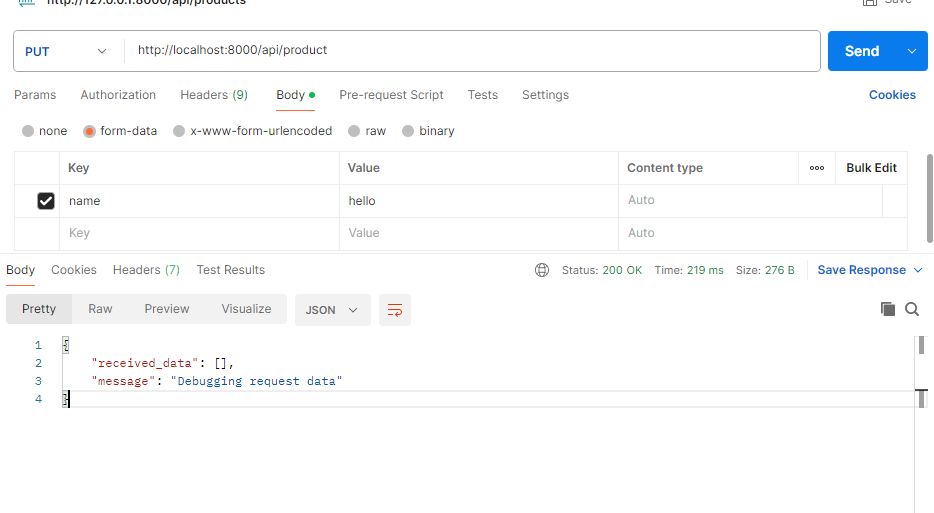 http://127.0.0.1:8000/api/products Save
PUT http://localhost:8000/api/product Send
Params Authorization Headers (9) Body Pre-request Script Tests Settings Cookies
none form-data x-www-form-urlencoded raw binary
Key Value Content type Bulk Edit
name hello Auto
Key Value Auto
Body Cookies Headers (7) Test Results Status: 200 OK Time: 219 ms Size: 276 B Save Response
Pretty Raw Preview Visualize JSON
1 {
2 "received_data": [],
3 "message": "Debugging request data"
4 }